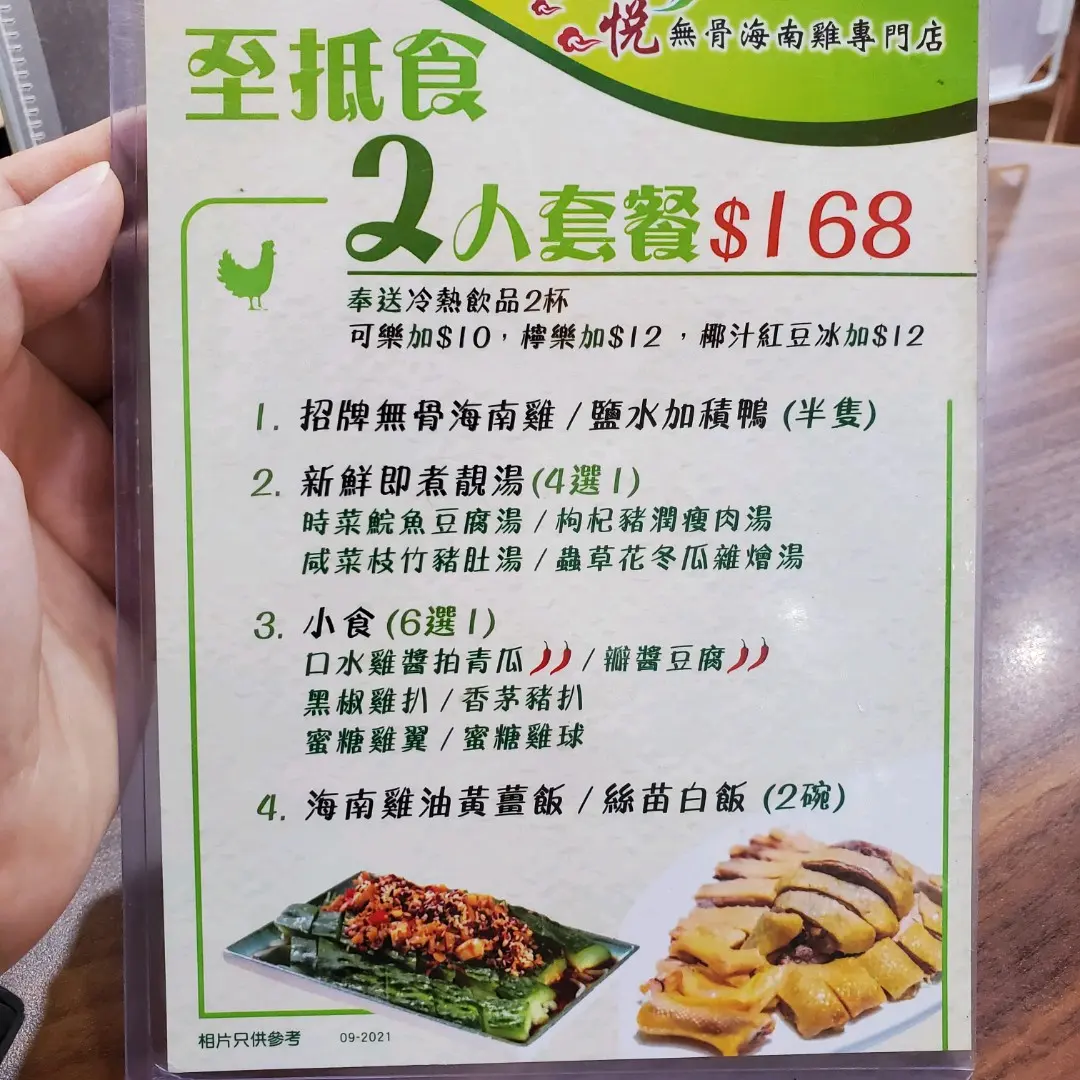 悅 無骨海南雞專門店
至抵食
2人套餐$168
奉送冷熱飲品2杯
可樂加$10，檸樂加$12，椰汁紅豆冰加$12
1. 招牌無骨海南雞 / 鹽水加積鴨 (半隻)
2. 新鮮即煮靚湯(4選1)
時菜鯇魚豆腐湯 / 枸杞豬潤瘦肉湯
咸菜枝竹豬肚湯 / 蟲草花冬瓜雜燴湯
3. 小食 (6選1)
口水雞醬拍青瓜 / 瓣醬豆腐
黑椒雞扒 / 香茅豬扒
蜜糖雞翼 / 蜜糖雞球
4. 海南雞油黃薑飯 / 絲苗白飯 (2碗)
相片只供參考 09-2021